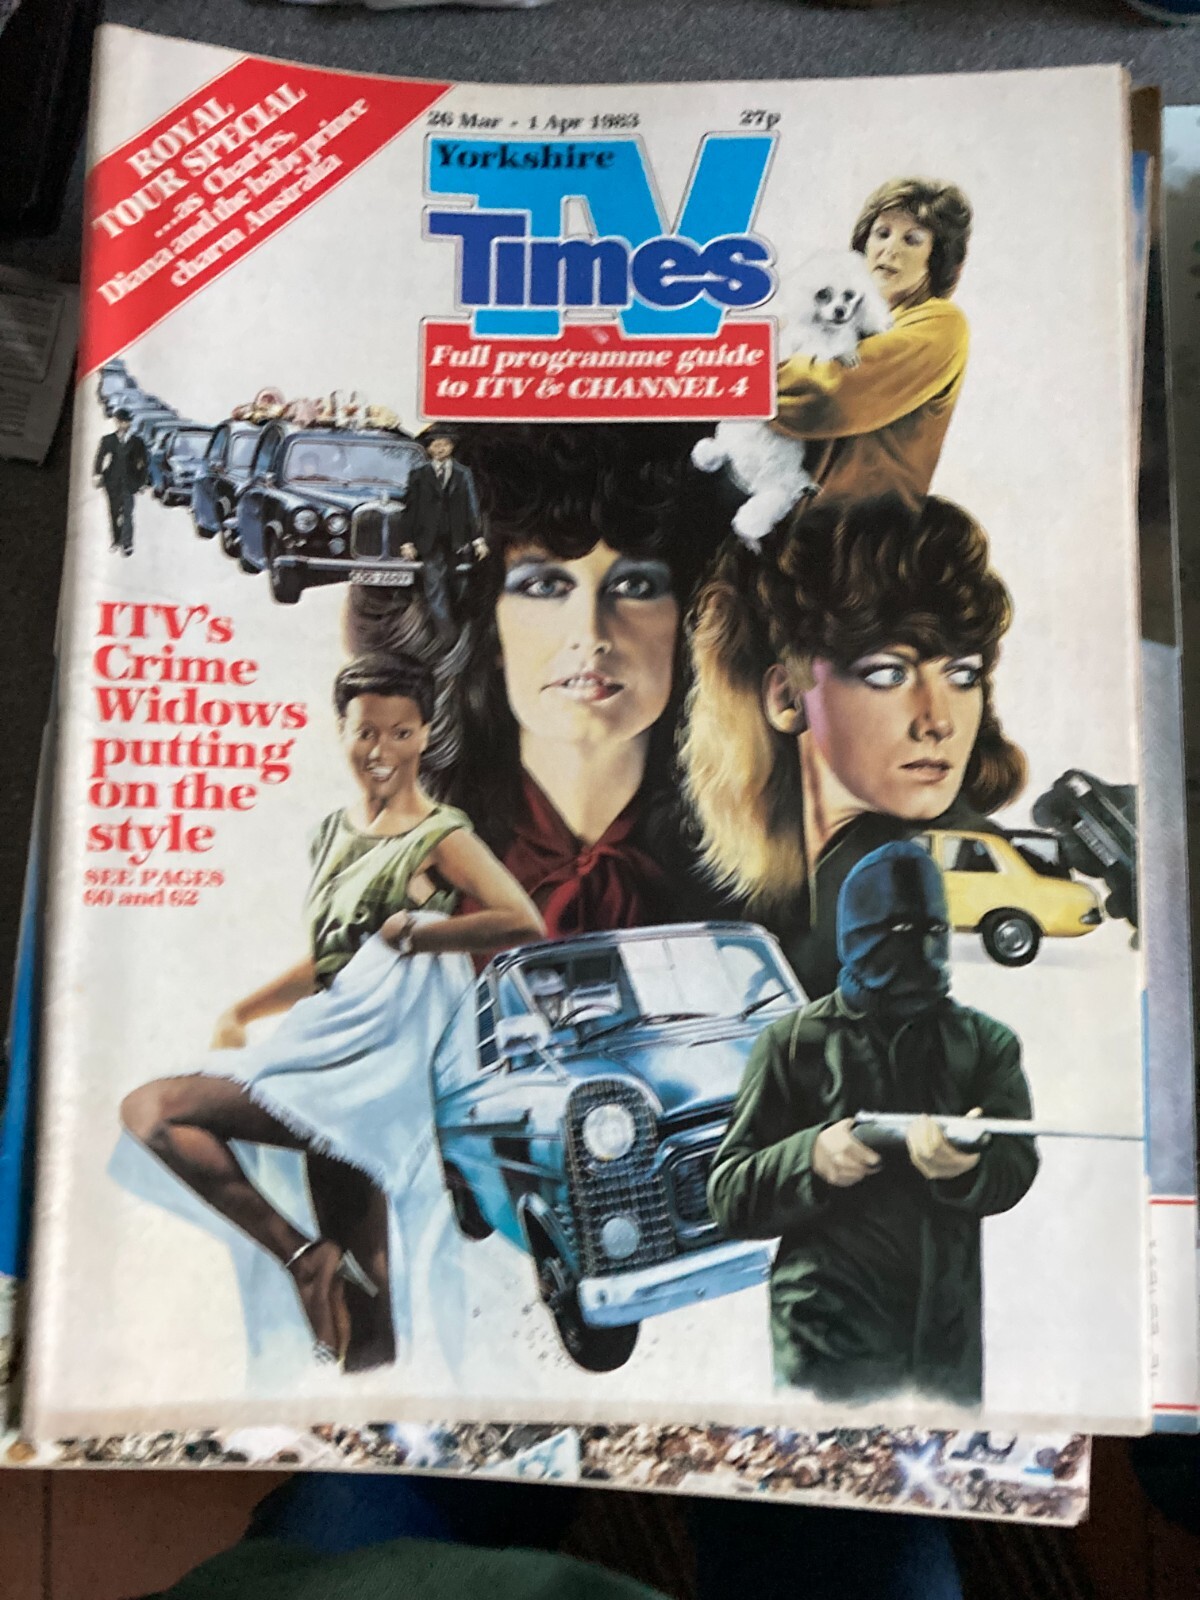 ROYAL
TOUR SPECIAL
...as Charles,
Diana and the baby prince
charm Australia
26 Mar - 1 Apr 1983
27p
Yorkshire
TV
Times
Full programme guide
to ITV & CHANNEL 4
ITV's
Crime
Widows
putting
on the
style
SEE PAGES
60 and 62